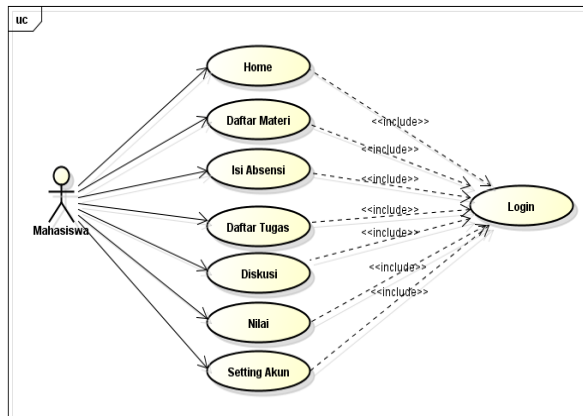 uc
Home
Daftar Materi
<<include>>
<<include>>
Isi Absensi
<<include>>
Login
Mahasiswa
Daftar Tugas
<<include>>
<<include>>
Diskusi
<<include>>
<<include>>
Nilai
Setting Akun